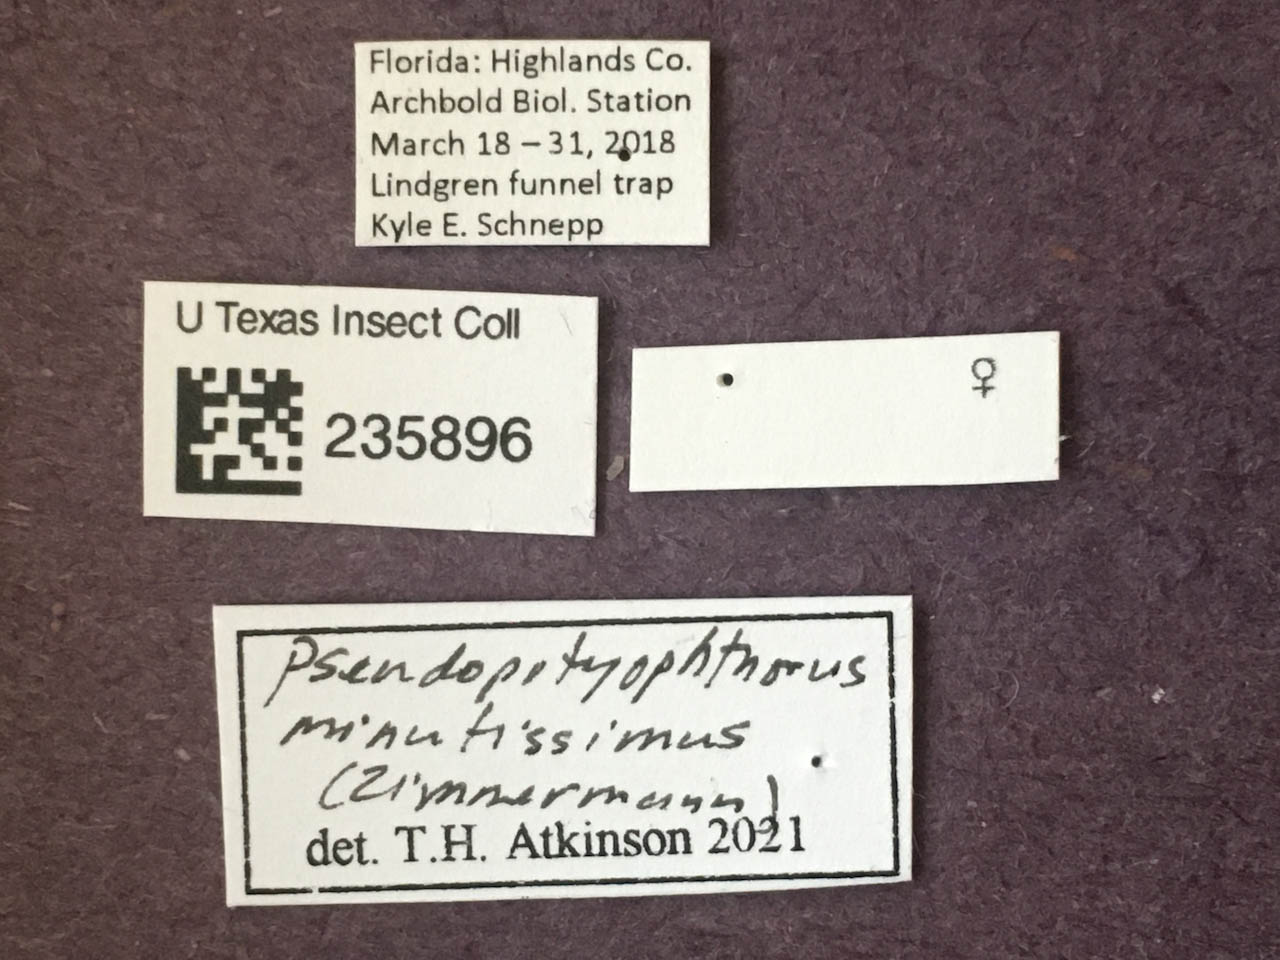 Florida: Highlands Co.
Archbold Biol. Station
March 18 – 31, 2018
Lindgren funnel trap
Kyle E. Schnepp
U Texas Insect Coll
235896
♀
Pseudopityophthorus
minutissimus
(Zimmermann)
det. T.H. Atkinson 2021